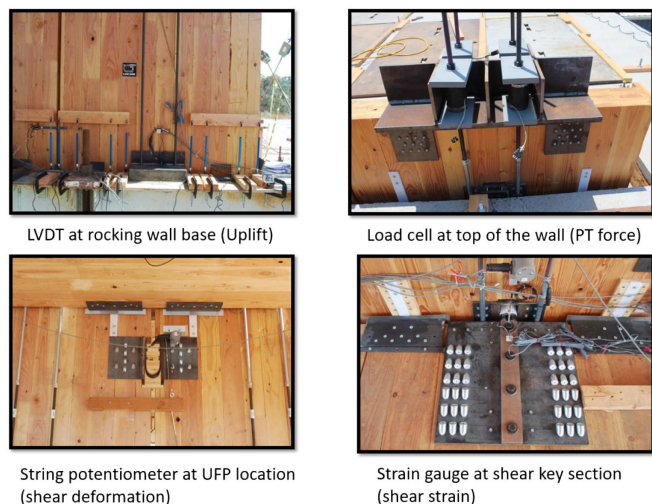 LVDT at rocking wall base (Uplift)
Load cell at top of the wall (PT force)
String potentiometer at UFP location
(shear deformation)
Strain gauge at shear key section
(shear strain)